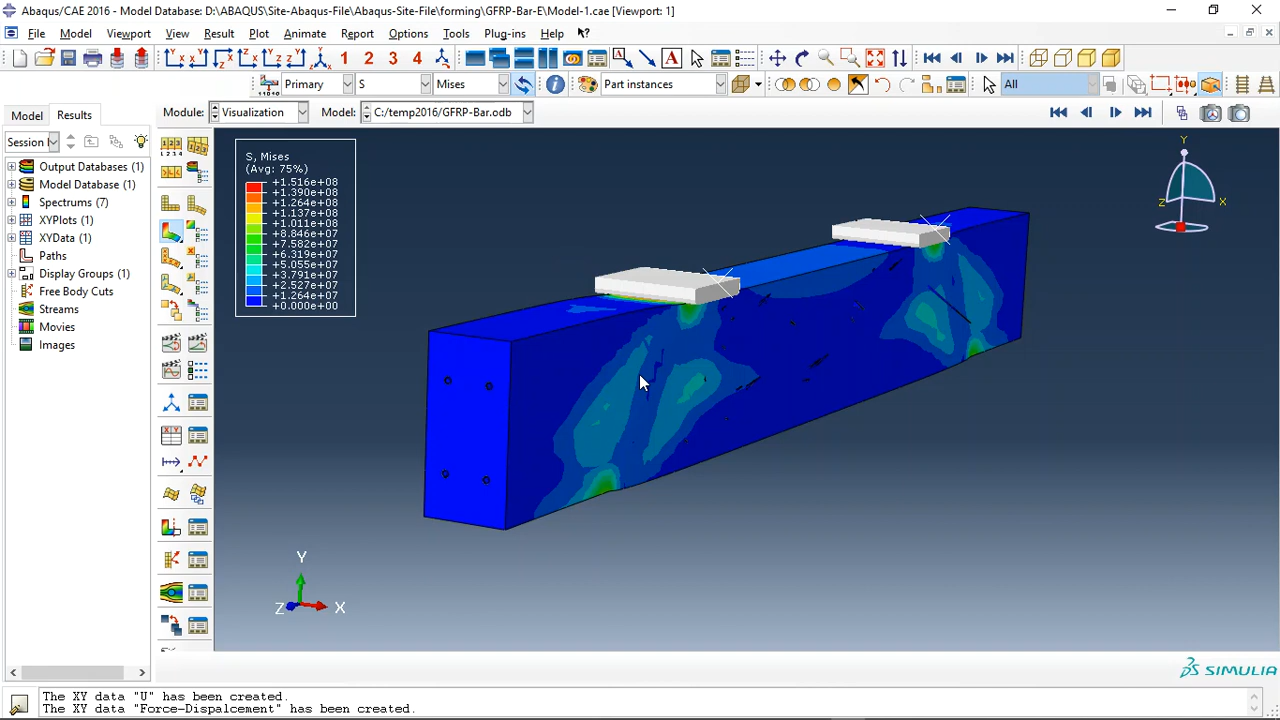 Abaqus/CAE 2016 - Model Database: D:\ABAQUS\Site-Abaqus-File\Abaqus-Site-File\forming\GFRP-Bar-E\Model-1.cae [Viewport: 1]
File Model Viewport View Result Plot Animate Report Options Tools Plug-ins Help
1 2 3 4
Primary S Mises Part instances All
Model Results Module: Visualization Model: C:/temp2016/GFRP-Bar.odb
Session
Output Databases (1)
Model Database (1)
Spectrums (7)
XYPlots (1)
XYData (1)
Paths
Display Groups (1)
Free Body Cuts
Streams
Movies
Images
S, Mises
(Avg: 75%)
+1.516e+08
+1.390e+08
+1.264e+08
+1.137e+08
+1.011e+08
+8.846e+07
+7.582e+07
+6.319e+07
+5.055e+07
+3.791e+07
+2.527e+07
+1.264e+07
+0.000e+00
Y
Z X
Y
Z X
SIMULIA
The XY data "U" has been created.
The XY data "Force-Dispalcement" has been created.